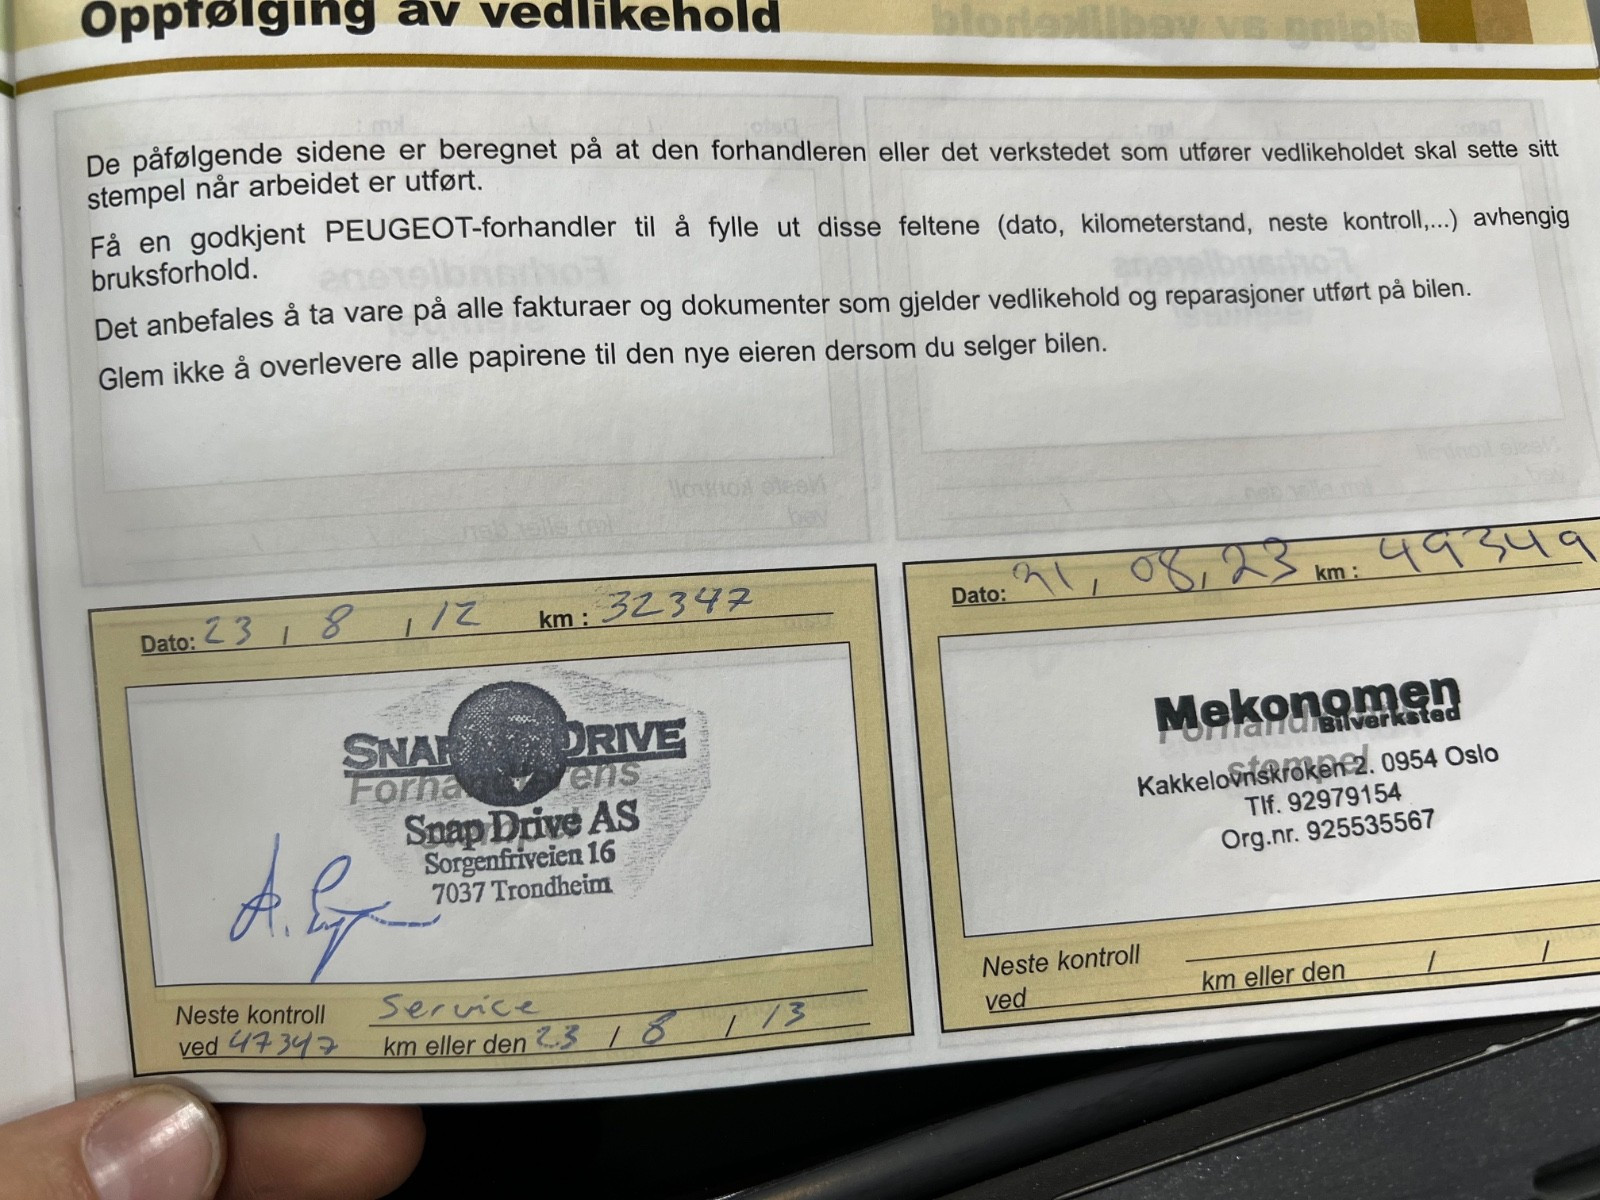 Oppfølging av vedlikehold
De påfølgende sidene er beregnet på at den forhandleren eller det verkstedet som utfører vedlikeholdet skal sette sitt
stempel når arbeidet er utført.
Få en godkjent PEUGEOT-forhandler til å fylle ut disse feltene (dato, kilometerstand, neste kontroll,...) avhengig
bruksforhold.
Det anbefales å ta vare på alle fakturaer og dokumenter som gjelder vedlikehold og reparasjoner utført på bilen.
Glem ikke å overlevere alle papirene til den nye eieren dersom du selger bilen.
Dato: 23 / 8 / 12 km : 32347
SNAP DRIVE
Forhandlerens
Snap Drive AS
Sorgenfriveien 16
7037 Trondheim
Neste kontroll Service
ved 47347 km eller den 23 / 8 / 13
Dato: / 08 / 23 km : 49349
Mekonomen
Bilverksted
stempel
Kakkelovnskroken 2. 0954 Oslo
Tlf. 92979154
Org.nr. 925535567
Neste kontroll
ved km eller den / /